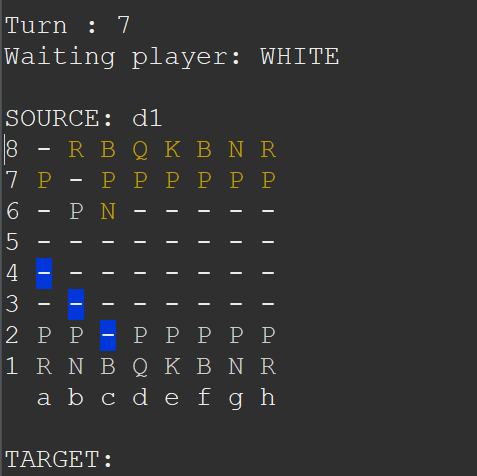 Turn : 7
Waiting player: WHITE
SOURCE: d1
8 - R B Q K B N R
7 P - P P P P P P
6 - P N - - - - -
5 - - - - - - - -
4 - - - - - - - -
3 - - - - - - - -
2 P P - P P P P P
1 R N B Q K B N R
a b c d e f g h
TARGET: